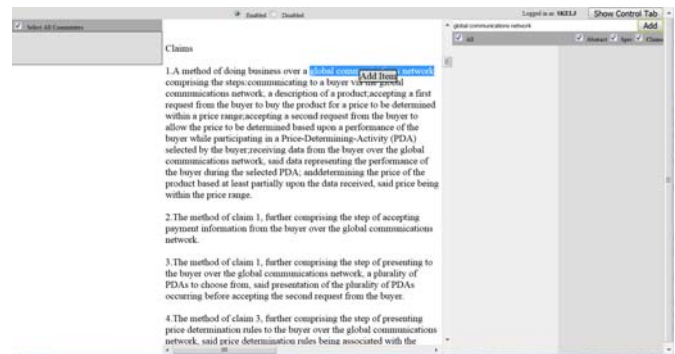 Enabled Disabled
Logged in as: SKELJ Show Control Tab
Select All Comments
global communications network Add
All Abstract Spec Claims
Claims
1.A method of doing business over a global communications network
Add Item
comprising the steps:communicating to a buyer via the global
communications network, a description of a product;accepting a first
request from the buyer to buy the product for a price to be determined
within a price range;accepting a second request from the buyer to
allow the price to be determined based upon a performance of the
buyer while participating in a Price-Determining-Activity (PDA)
selected by the buyer;receiving data from the buyer over the global
communications network, said data representing the performance of
the buyer during the selected PDA; anddetermining the price of the
product based at least partially upon the data received, said price being
within the price range.
2.The method of claim 1, further comprising the step of accepting
payment information from the buyer over the global communications
network.
3.The method of claim 1, further comprising the step of presenting to
the buyer over the global communications network, a plurality of
PDAs to choose from, said presentation of the plurality of PDAs
occurring before accepting the second request from the buyer.
4.The method of claim 3, further comprising the step of presenting
price determination rules to the buyer over the global communications
network, said price determination rules being associated with the